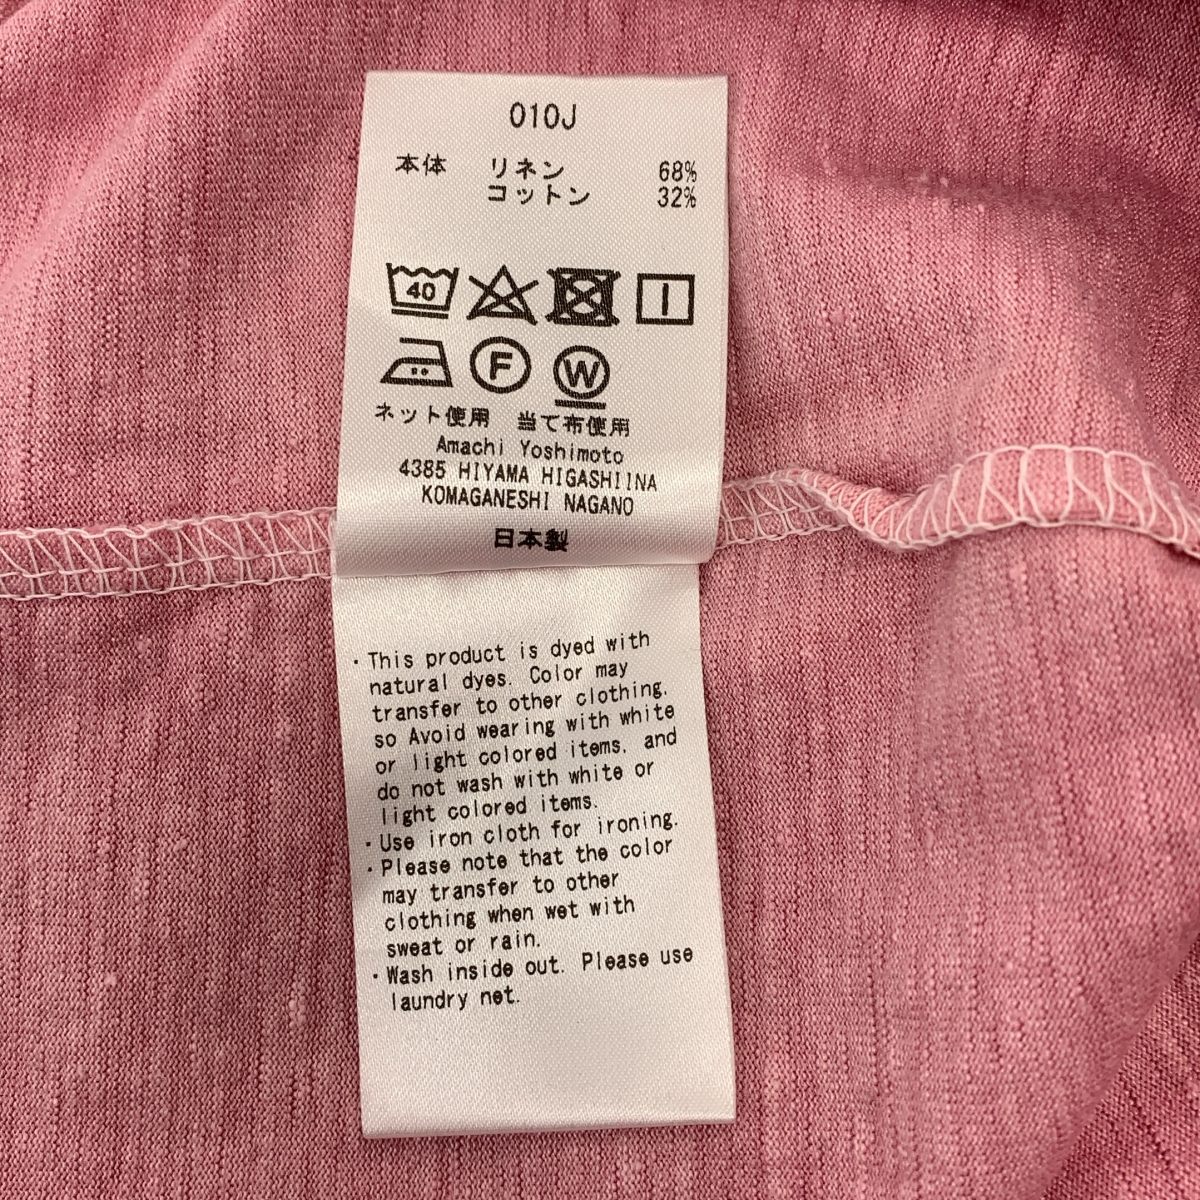 010J
本体 リネン 68%
コットン 32%
40
F W
ネット使用 当て布使用
Amachi Yoshimoto
4385 HIYAMA HIGASHIINA
KOMAGANESHI NAGANO
日本製
・This product is dyed with
natural dyes. Color may
transfer to other clothing.
so Avoid wearing with white
or light colored items. and
do not wash with white or
light colored items.
・Use iron cloth for ironing.
・Please note that the color
may transfer to other
clothing when wet with
sweat or rain.
・Wash inside out. Please use
laundry net.